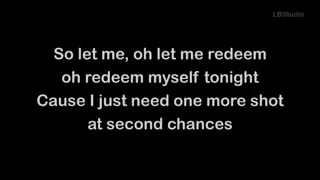 LBStudio
So let me, oh let me redeem
oh redeem myself tonight
Cause I just need one more shot
at second chances